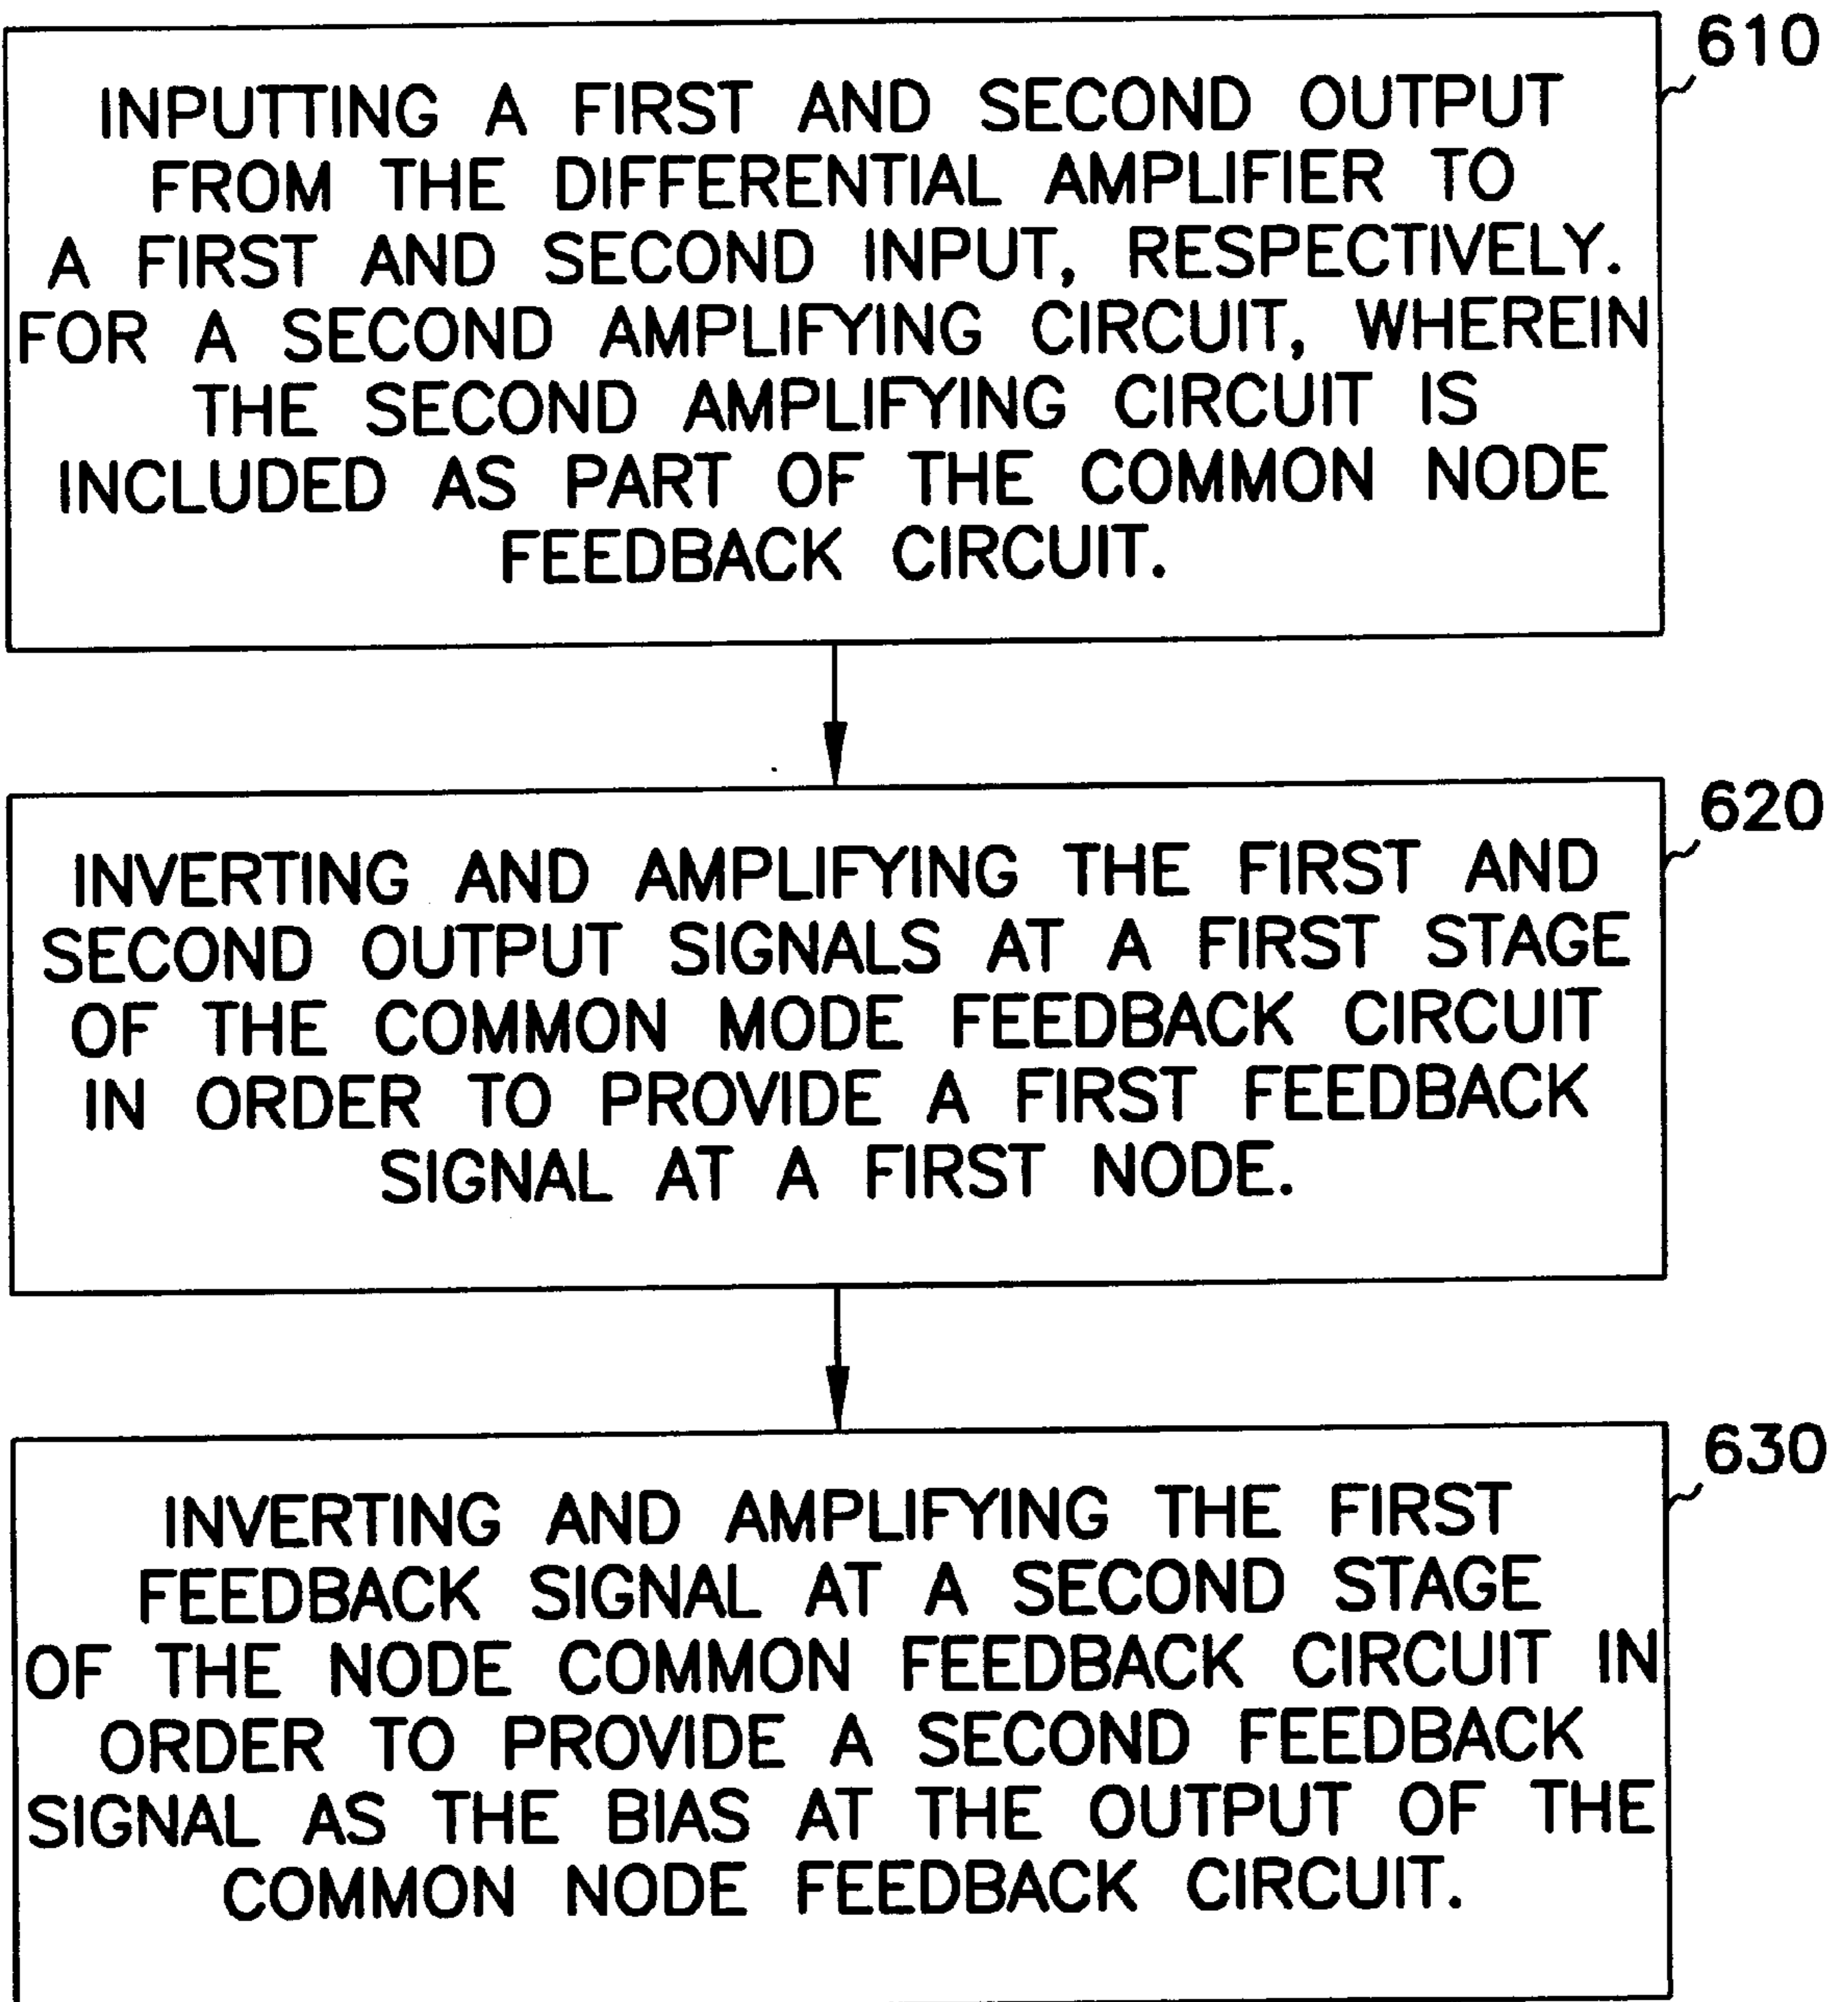 610
INPUTTING A FIRST AND SECOND OUTPUT
FROM THE DIFFERENTIAL AMPLIFIER TO
A FIRST AND SECOND INPUT, RESPECTIVELY.
FOR A SECOND AMPLIFYING CIRCUIT, WHEREIN
THE SECOND AMPLIFYING CIRCUIT IS
INCLUDED AS PART OF THE COMMON NODE
FEEDBACK CIRCUIT.
620
INVERTING AND AMPLIFYING THE FIRST AND
SECOND OUTPUT SIGNALS AT A FIRST STAGE
OF THE COMMON MODE FEEDBACK CIRCUIT
IN ORDER TO PROVIDE A FIRST FEEDBACK
SIGNAL AT A FIRST NODE.
630
INVERTING AND AMPLIFYING THE FIRST
FEEDBACK SIGNAL AT A SECOND STAGE
OF THE NODE COMMON FEEDBACK CIRCUIT IN
ORDER TO PROVIDE A SECOND FEEDBACK
SIGNAL AS THE BIAS AT THE OUTPUT OF THE
COMMON NODE FEEDBACK CIRCUIT.